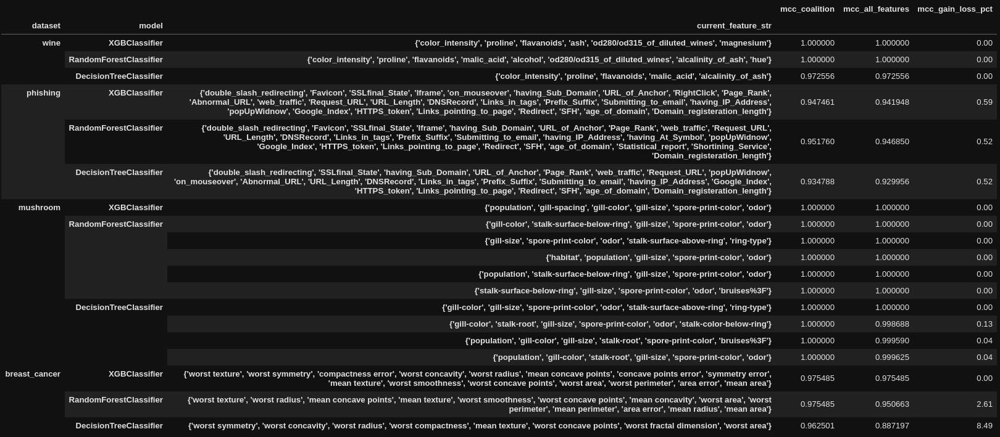 mcc_coalition mcc_all_features mcc_gain_loss_pct
dataset model current_feature_str
wine XGBClassifier {'color_intensity', 'proline', 'flavanoids', 'ash', 'od280/od315_of_diluted_wines', 'magnesium'} 1.000000 1.000000 0.00
RandomForestClassifier {'color_intensity', 'proline', 'flavanoids', 'malic_acid', 'alcohol', 'od280/od315_of_diluted_wines', 'alcalinity_of_ash', 'hue'} 1.000000 1.000000 0.00
DecisionTreeClassifier {'color_intensity', 'proline', 'flavanoids', 'malic_acid', 'alcalinity_of_ash'} 0.972556 0.972556 0.00
phishing XGBClassifier {'double_slash_redirecting', 'Favicon', 'SSLfinal_State', 'Iframe', 'on_mouseover', 'having_Sub_Domain', 'URL_of_Anchor', 'RightClick', 'Page_Rank',
'Abnormal_URL', 'web_traffic', 'Request_URL', 'URL_Length', 'DNSRecord', 'Links_in_tags', 'Prefix_Suffix', 'Submitting_to_email', 'having_IP_Address', 0.947461 0.941948 0.59
'popUpWidnow', 'Google_Index', 'HTTPS_token', 'Links_pointing_to_page', 'Redirect', 'SFH', 'age_of_domain', 'Domain_registeration_length'}
RandomForestClassifier {'double_slash_redirecting', 'Favicon', 'SSLfinal_State', 'Iframe', 'having_Sub_Domain', 'URL_of_Anchor', 'Page_Rank', 'web_traffic', 'Request_URL',
'URL_Length', 'DNSRecord', 'Links_in_tags', 'Prefix_Suffix', 'Submitting_to_email', 'having_IP_Address', 'having_At_Symbol', 'popUpWidnow', 0.951760 0.946850 0.52
'Google_Index', 'HTTPS_token', 'Links_pointing_to_page', 'Redirect', 'SFH', 'age_of_domain', 'Statistical_report', 'Shortining_Service',
'Domain_registeration_length'}
DecisionTreeClassifier {'double_slash_redirecting', 'SSLfinal_State', 'having_Sub_Domain', 'URL_of_Anchor', 'Page_Rank', 'web_traffic', 'Request_URL', 'popUpWidnow',
'on_mouseover', 'Abnormal_URL', 'URL_Length', 'DNSRecord', 'Links_in_tags', 'Prefix_Suffix', 'Submitting_to_email', 'having_IP_Address', 'Google_Index', 0.934788 0.929956 0.52
'HTTPS_token', 'Links_pointing_to_page', 'Redirect', 'SFH', 'age_of_domain', 'Domain_registeration_length'}
mushroom XGBClassifier {'population', 'gill-spacing', 'gill-color', 'gill-size', 'spore-print-color', 'odor'} 1.000000 1.000000 0.00
RandomForestClassifier {'gill-color', 'stalk-surface-below-ring', 'gill-size', 'spore-print-color', 'odor'} 1.000000 1.000000 0.00
{'gill-size', 'spore-print-color', 'odor', 'stalk-surface-above-ring', 'ring-type'} 1.000000 1.000000 0.00
{'habitat', 'population', 'gill-size', 'spore-print-color', 'odor'} 1.000000 1.000000 0.00
{'population', 'stalk-surface-below-ring', 'gill-size', 'spore-print-color', 'odor'} 1.000000 1.000000 0.00
{'stalk-surface-below-ring', 'gill-size', 'spore-print-color', 'odor', 'bruises%3F'} 1.000000 1.000000 0.00
DecisionTreeClassifier {'gill-color', 'gill-size', 'spore-print-color', 'odor', 'stalk-surface-above-ring', 'ring-type'} 1.000000 1.000000 0.00
{'gill-color', 'stalk-root', 'gill-size', 'spore-print-color', 'odor', 'stalk-color-below-ring'} 1.000000 0.998688 0.13
{'population', 'gill-color', 'gill-size', 'stalk-root', 'spore-print-color', 'bruises%3F'} 1.000000 0.999590 0.04
{'population', 'gill-color', 'stalk-root', 'gill-size', 'spore-print-color', 'odor'} 1.000000 0.999625 0.04
breast_cancer XGBClassifier {'worst texture', 'worst symmetry', 'compactness error', 'worst concavity', 'worst radius', 'mean concave points', 'concave points error', 'symmetry error', 0.975485 0.975485 0.00
'mean texture', 'worst smoothness', 'worst concave points', 'worst area', 'worst perimeter', 'area error', 'mean area'}
RandomForestClassifier {'worst texture', 'worst radius', 'mean concave points', 'mean texture', 'worst smoothness', 'worst concave points', 'mean concavity', 'worst area', 'worst 0.975485 0.950663 2.61
perimeter', 'mean perimeter', 'area error', 'mean radius', 'mean area'}
DecisionTreeClassifier {'worst symmetry', 'worst concavity', 'worst radius', 'worst compactness', 'mean texture', 'worst concave points', 'worst fractal dimension', 'worst area'} 0.962501 0.887197 8.49